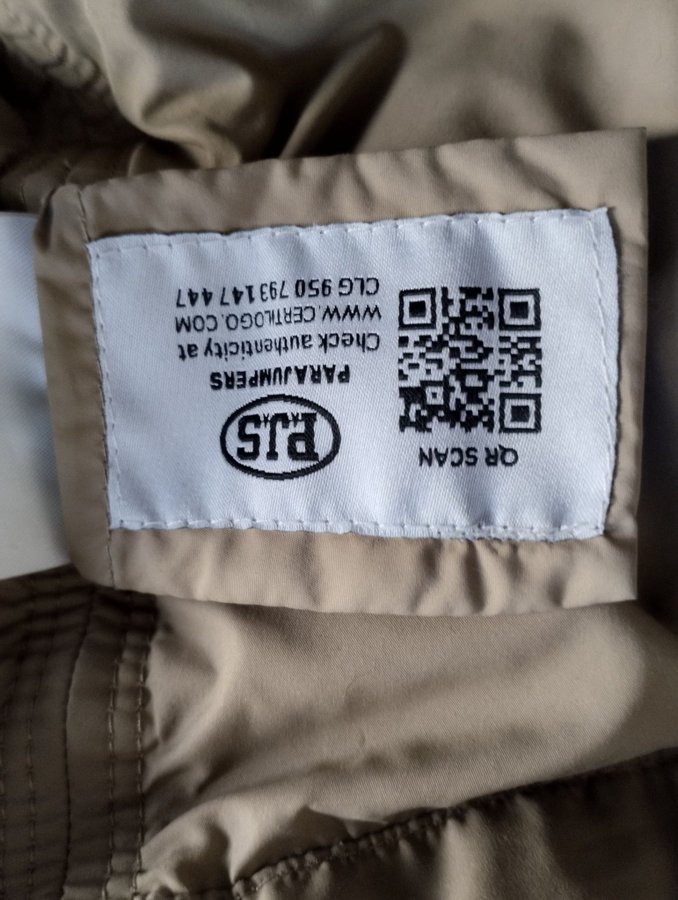 QR SCAN
PJS
PARAJUMPERS
Check authenticity at
WWW.CERTILOGO.COM
CLG 950 793 147 447